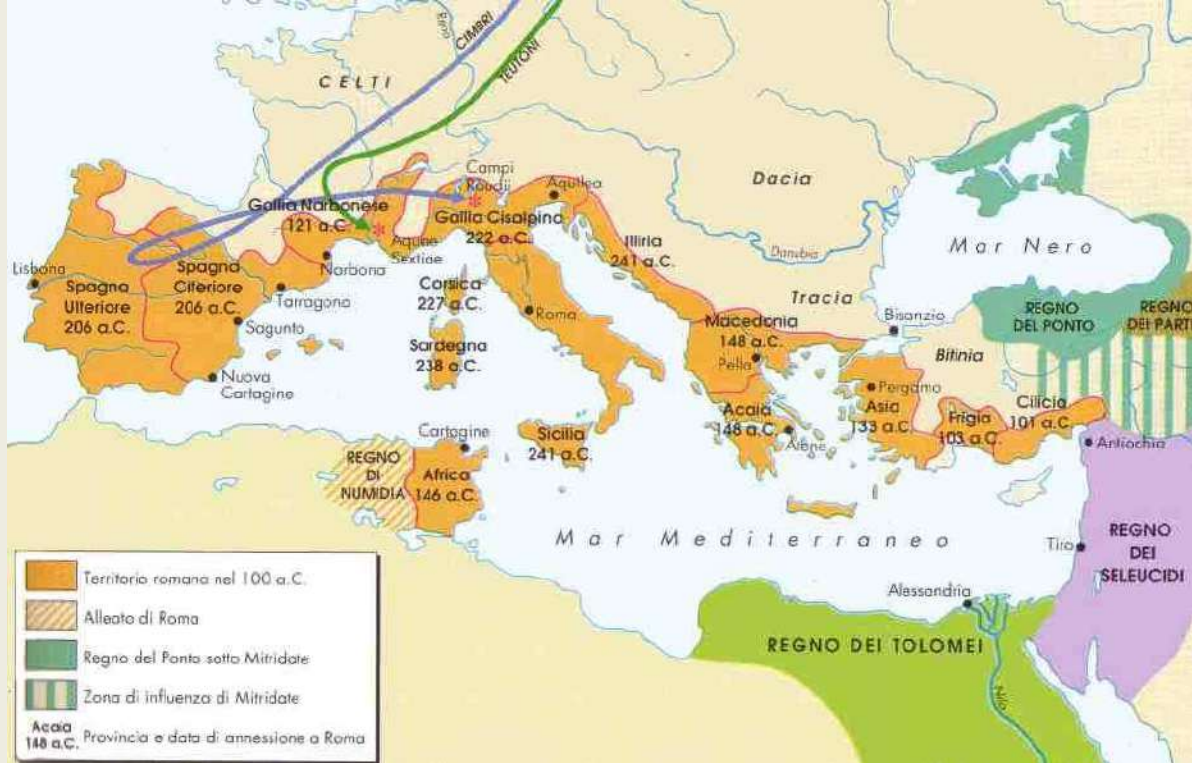 Reno
CIMBRI
TEUTONI
CELTI
Campi
Raudii
Aquilea
Dacia
Gallia Narbonese
121 a.C.
Gallia Cisalpina
222 a.C.
Aquae
Sextiae
Illiria
241 a.C.
Danubio
Mar Nero
Lisbona
Spagna
Ulteriore
206 a.C.
Spagna
Citeriore
206 a.C.
Narbona
Tarragona
Sagunto
Nuova
Cartagine
Corsica
227 a.C.
Roma
Sardegna
238 a.C.
Tracia
Bisanzio
REGNO
DEL PONTO
REGNO
DEI PARTI
Macedonia
148 a.C.
Pella
Bitinia
Pergamo
Asia
133 a.C.
Acaia
148 a.C.
Atene
Frigia
103 a.C.
Cilicia
101 a.C.
Antiochia
Cartagine
Sicilia
241 a.C.
REGNO
DI
NUMIDIA
Africa
146 a.C.
Mar Mediterraneo
Tiro
REGNO
DEI
SELEUCIDI
Alessandria
REGNO DEI TOLOMEI
Nilo
Territorio romano nel 100 a.C.
Alleato di Roma
Regno del Ponto sotto Mitridate
Zona di influenza di Mitridate
Acaia
148 a.C.
Provincia e data di annessione a Roma